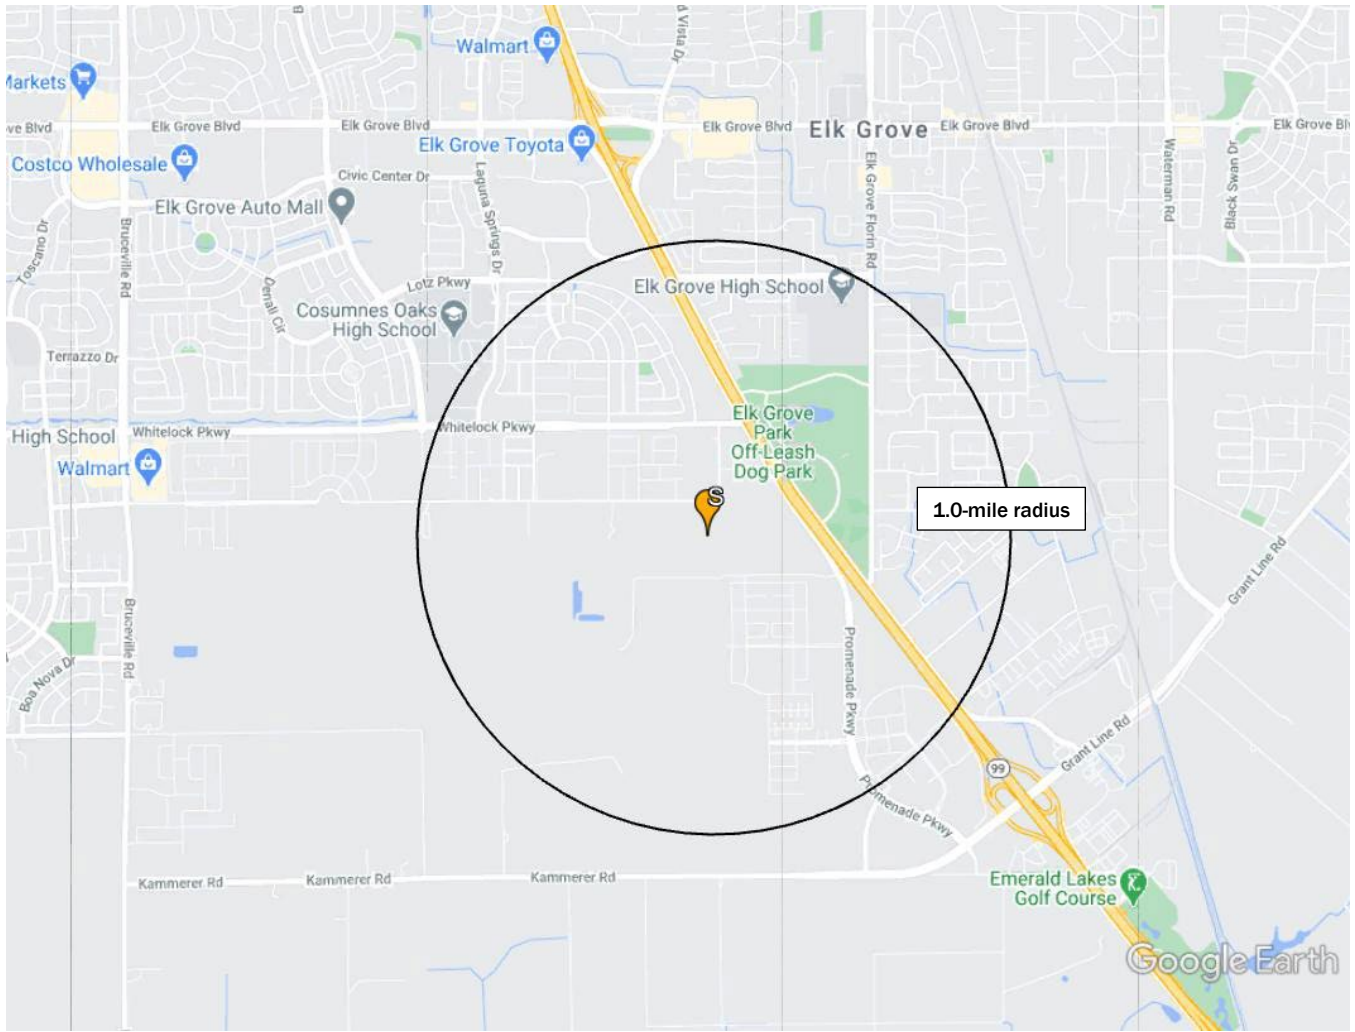 B
Walmart
d Vista Dr
Markets
ve Blvd
Elk Grove Blvd
Elk Grove Blvd
Elk Grove Blvd
Elk Grove
Elk Grove Blvd
Elk Grove Bl
Elk Grove Toyota
Costco Wholesale
Civic Center Dr
Laguna Springs Dr
Elk Grove Florin Rd
Waterman Rd
Black Swan Dr
Elk Grove Auto Mall
Toscano Dr
Bruceville Rd
Denali Cir
Lotz Pkwy
Elk Grove High School
Cosumnes Oaks
High School
Terrazzo Dr
Elk Grove
Park
Off-Leash
Dog Park
High School
Whitelock Pkwy
Whitelock Pkwy
Walmart
S
1.0-mile radius
Grant Line Rd
Bruceville Rd
Boa Nova Dr
Promenade Pkwy
Grant Line Rd
99
Promenade Pkwy
Kammerer Rd
Kammerer Rd
Kammerer Rd
Emerald Lakes
Golf Course
Google Earth